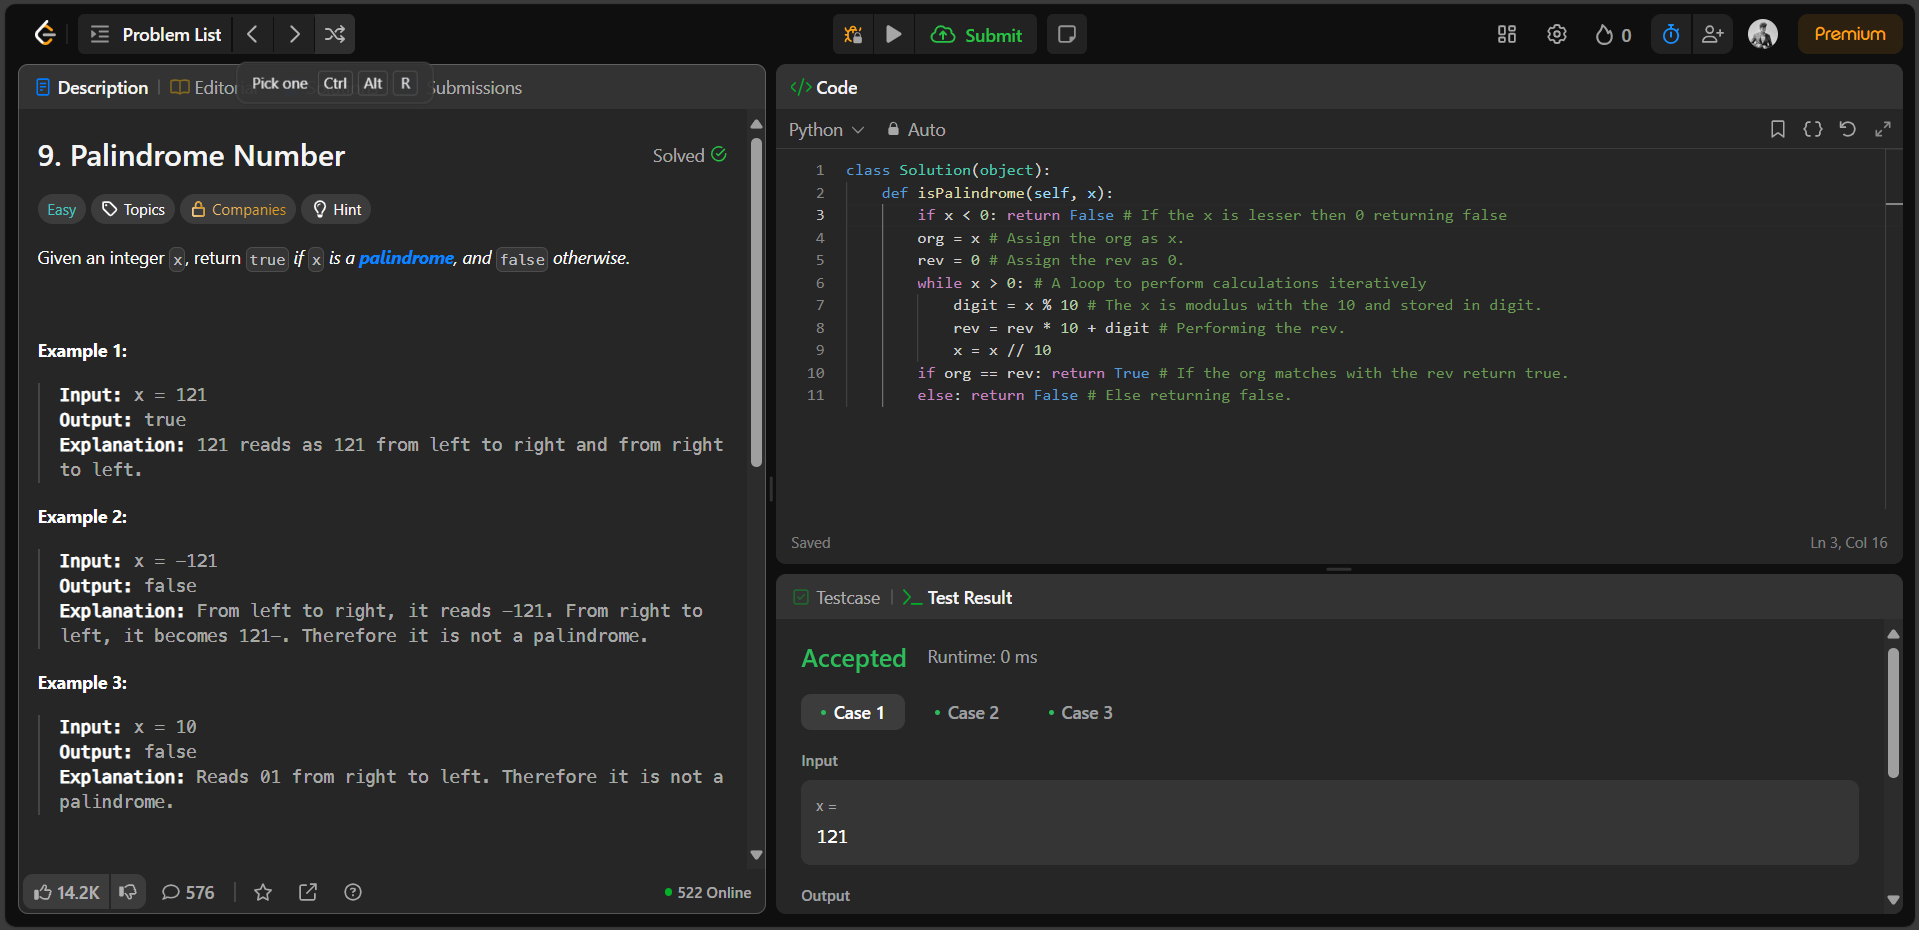 Problem List
Submit
0
Premium
Description
Editor
Pick one Ctrl Alt R
Submissions
9. Palindrome Number
Solved
Easy
Topics
Companies
Hint
Given an integer x, return true if x is a palindrome, and false otherwise.
Example 1:
Input: x = 121
Output: true
Explanation: 121 reads as 121 from left to right and from right
to left.
Example 2:
Input: x = -121
Output: false
Explanation: From left to right, it reads -121. From right to
left, it becomes 121-. Therefore it is not a palindrome.
Example 3:
Input: x = 10
Output: false
Explanation: Reads 01 from right to left. Therefore it is not a
palindrome.
14.2K
576
522 Online
</> Code
Python
Auto
1 class Solution(object):
2 def isPalindrome(self, x):
3 if x < 0: return False # If the x is lesser then 0 returning false
4 org = x # Assign the org as x.
5 rev = 0 # Assign the rev as 0.
6 while x > 0: # A loop to perform calculations iteratively
7 digit = x % 10 # The x is modulus with the 10 and stored in digit.
8 rev = rev * 10 + digit # Performing the rev.
9 x = x // 10
10 if org == rev: return True # If the org matches with the rev return true.
11 else: return False # Else returning false.
Saved
Ln 3, Col 16
Testcase
>_ Test Result
Accepted
Runtime: 0 ms
Case 1
Case 2
Case 3
Input
x =
121
Output